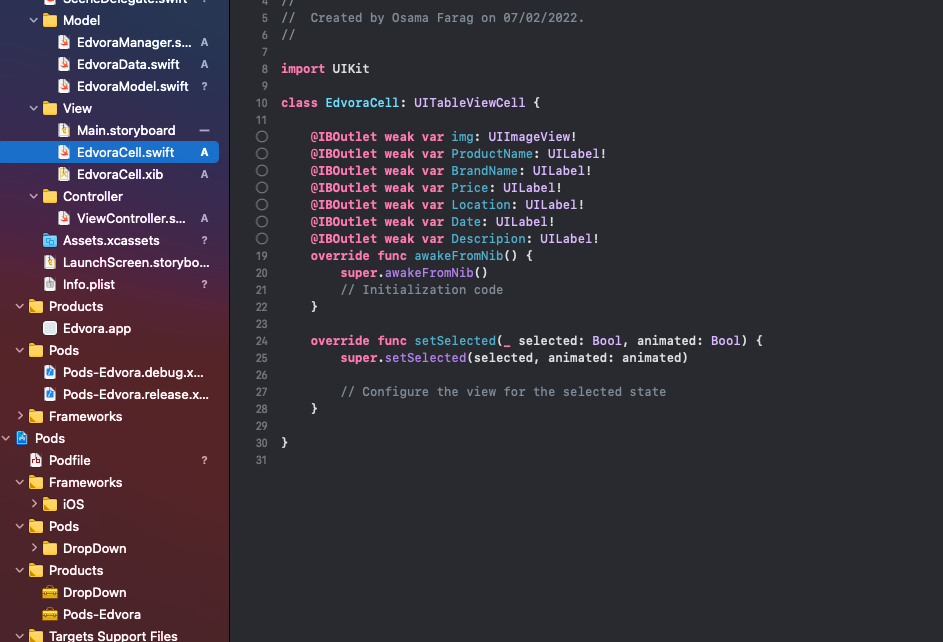 SceneDelegate.swift ?
Model
EdvoraManager.s... A
EdvoraData.swift A
EdvoraModel.swift ?
View
Main.storyboard —
EdvoraCell.swift A
EdvoraCell.xib A
Controller
ViewController.s... A
Assets.xcassets ?
LaunchScreen.storybo...
Info.plist ?
Products
Edvora.app
Pods
Pods-Edvora.debug.x...
Pods-Edvora.release.x...
Frameworks
Pods
Podfile ?
Frameworks
iOS
Pods
DropDown
Products
DropDown
Pods-Edvora
Targets Support Files
4 //
5 //  Created by Osama Farag on 07/02/2022.
6 //
7
8 import UIKit
9
10 class EdvoraCell: UITableViewCell {
11
@IBOutlet weak var img: UIImageView!
@IBOutlet weak var ProductName: UILabel!
@IBOutlet weak var BrandName: UILabel!
@IBOutlet weak var Price: UILabel!
@IBOutlet weak var Location: UILabel!
@IBOutlet weak var Date: UILabel!
@IBOutlet weak var Descripion: UILabel!
19 override func awakeFromNib() {
20 super.awakeFromNib()
21 // Initialization code
22 }
23
24 override func setSelected(_ selected: Bool, animated: Bool) {
25 super.setSelected(selected, animated: animated)
26
27 // Configure the view for the selected state
28 }
29
30 }
31